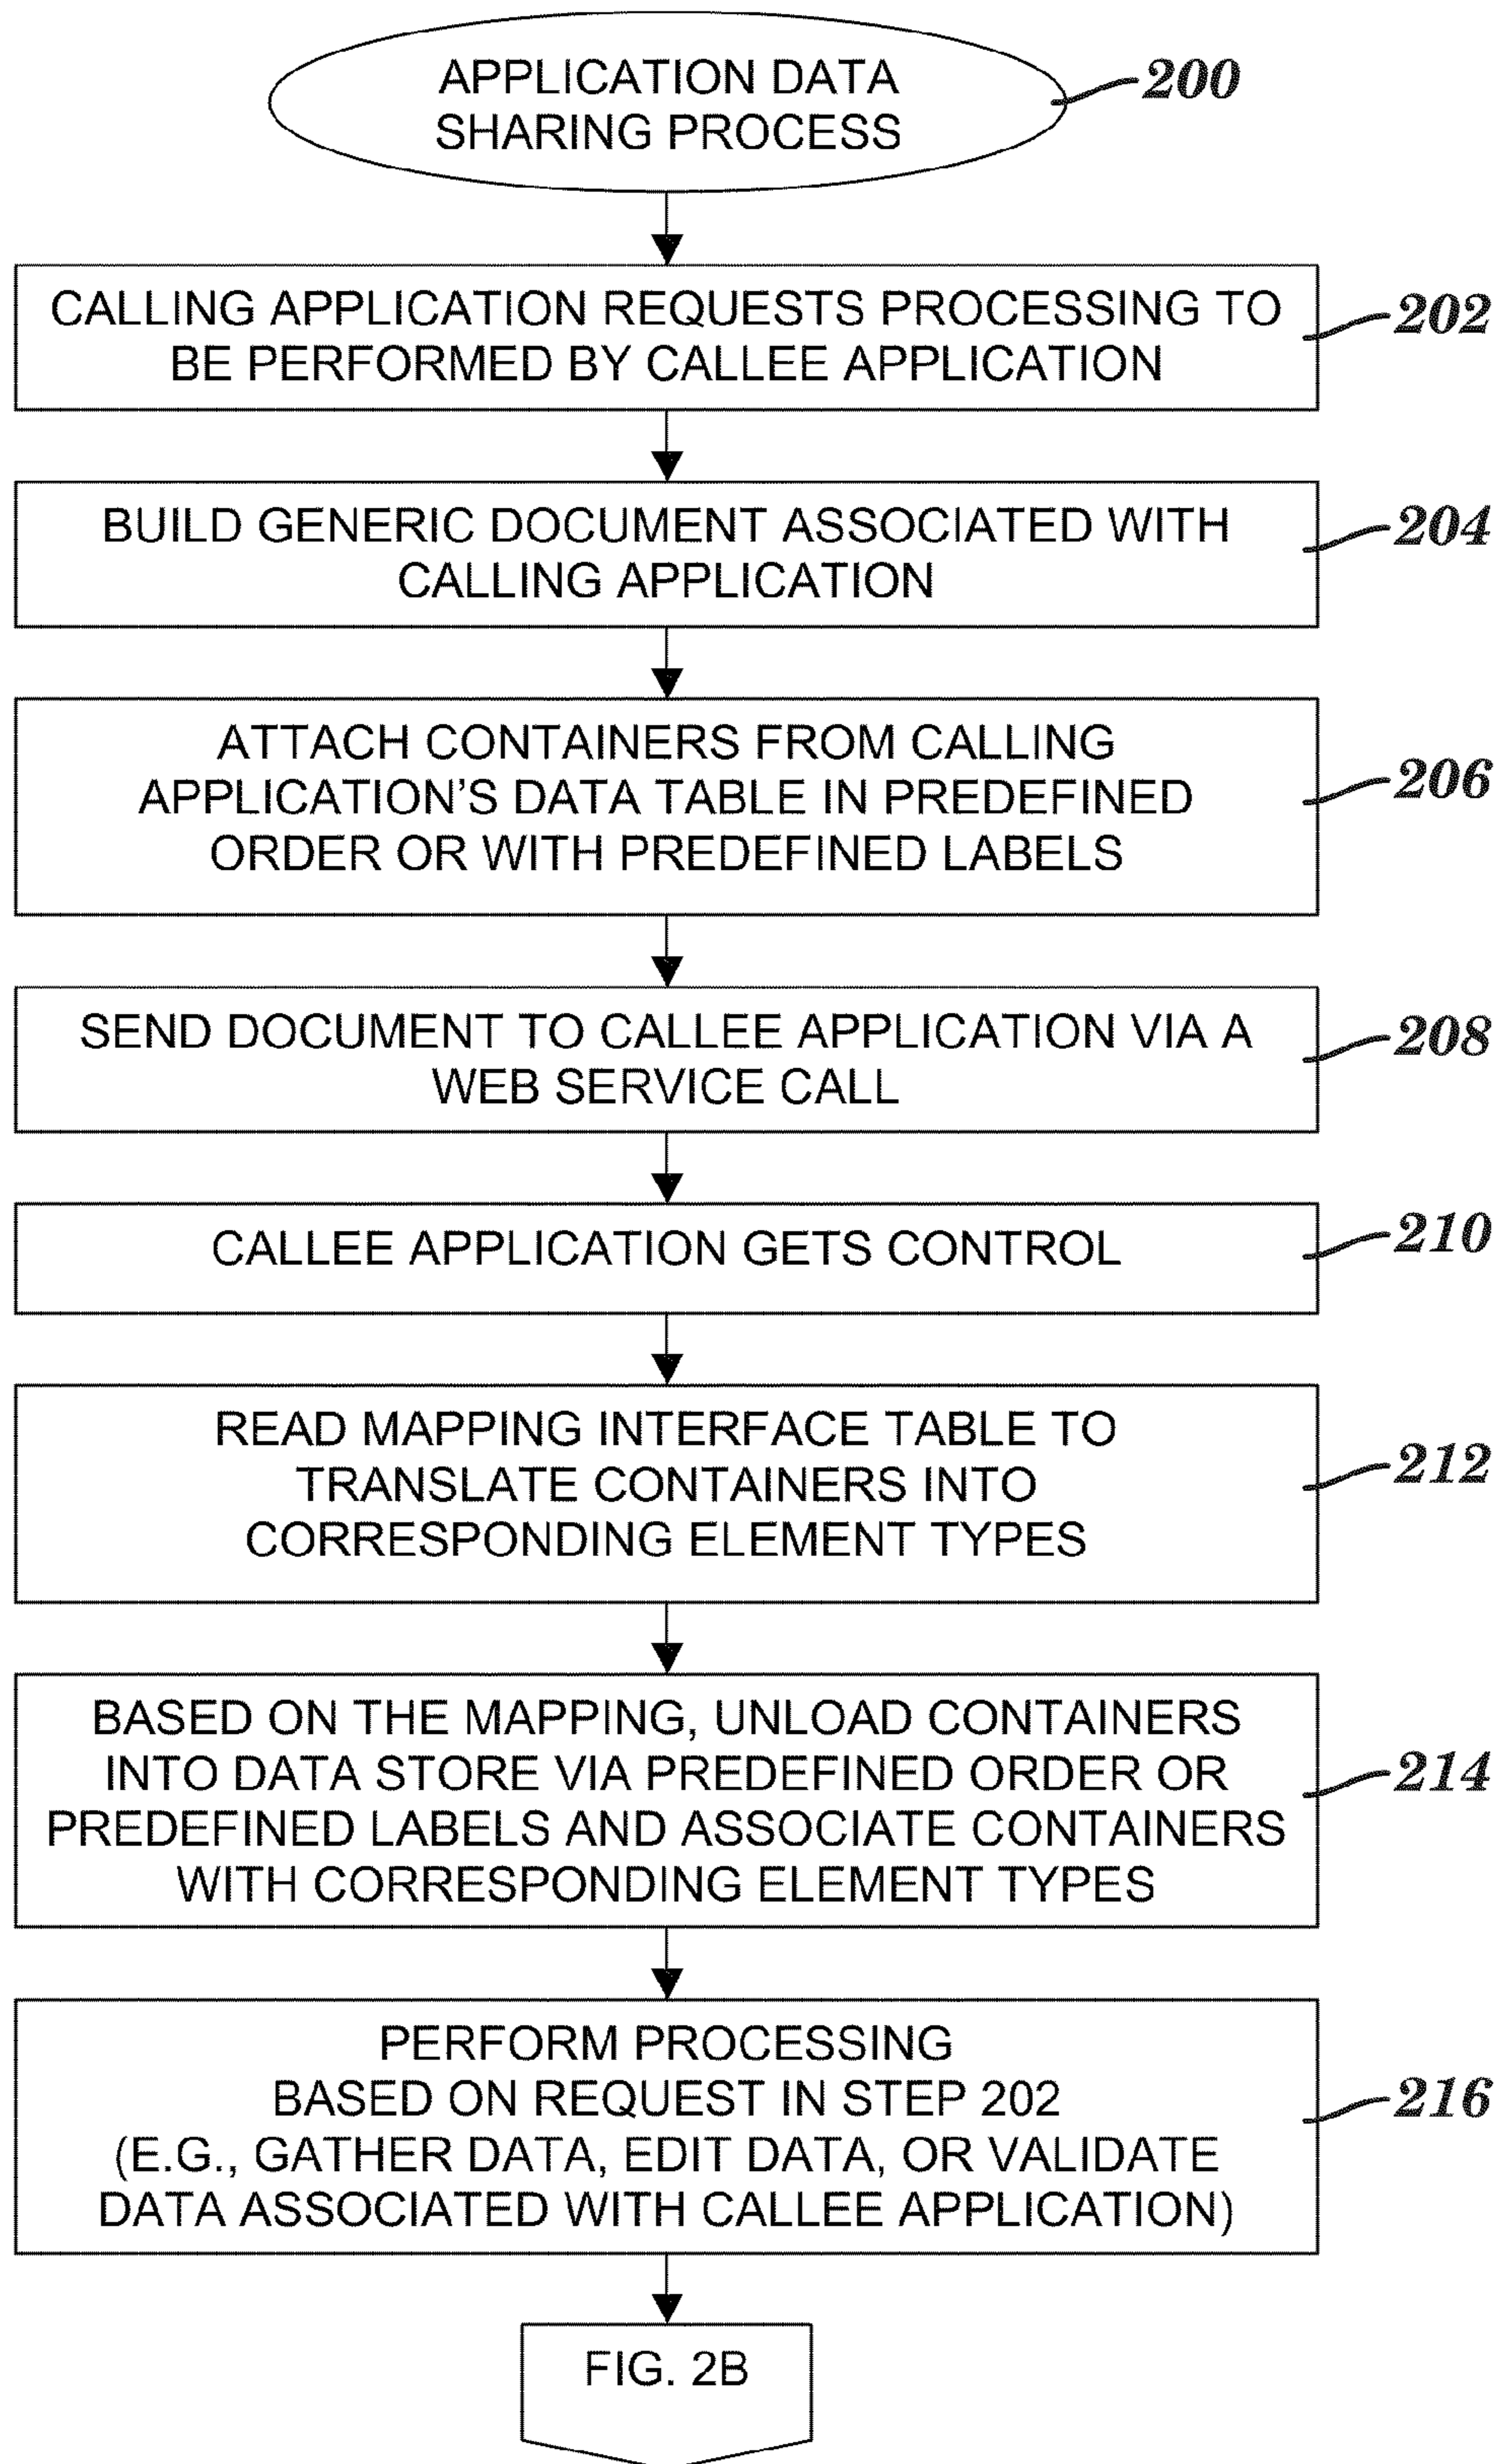 APPLICATION DATA
SHARING PROCESS
200
CALLING APPLICATION REQUESTS PROCESSING TO
BE PERFORMED BY CALLEE APPLICATION
202
BUILD GENERIC DOCUMENT ASSOCIATED WITH
CALLING APPLICATION
204
ATTACH CONTAINERS FROM CALLING
APPLICATION'S DATA TABLE IN PREDEFINED
ORDER OR WITH PREDEFINED LABELS
206
SEND DOCUMENT TO CALLEE APPLICATION VIA A
WEB SERVICE CALL
208
CALLEE APPLICATION GETS CONTROL
210
READ MAPPING INTERFACE TABLE TO
TRANSLATE CONTAINERS INTO
CORRESPONDING ELEMENT TYPES
212
BASED ON THE MAPPING, UNLOAD CONTAINERS
INTO DATA STORE VIA PREDEFINED ORDER OR
PREDEFINED LABELS AND ASSOCIATE CONTAINERS
WITH CORRESPONDING ELEMENT TYPES
214
PERFORM PROCESSING
BASED ON REQUEST IN STEP 202
(E.G., GATHER DATA, EDIT DATA, OR VALIDATE
DATA ASSOCIATED WITH CALLEE APPLICATION)
216
FIG. 2B